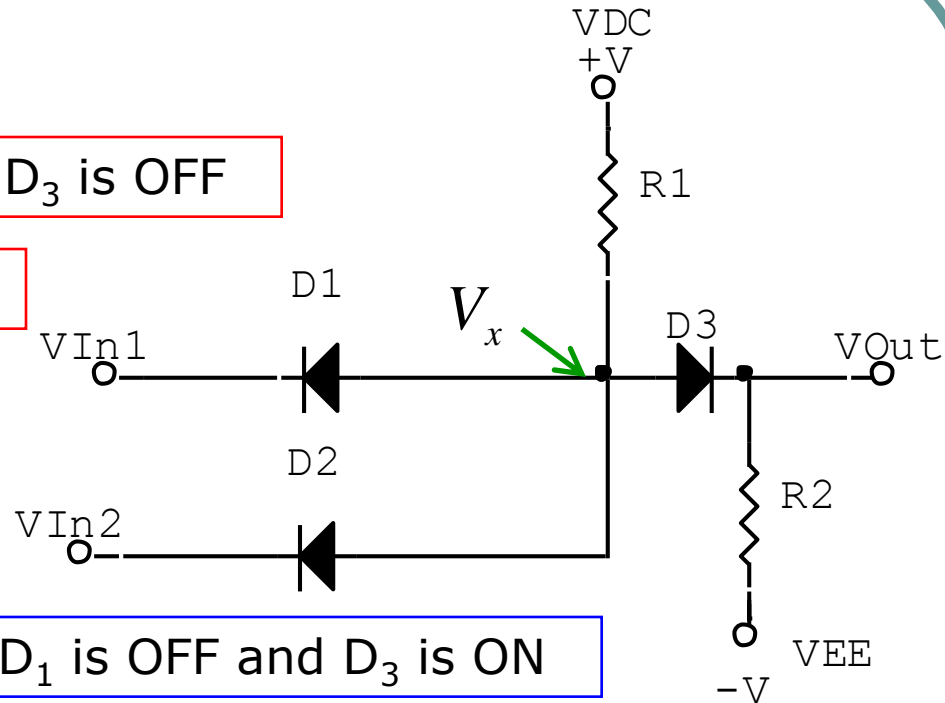 VDC
+V
D₃ is OFF
R1
D1
Vₓ
D3
VIn1
VOut
D2
R2
VIn2
D₁ is OFF and D₃ is ON
VEE
-V